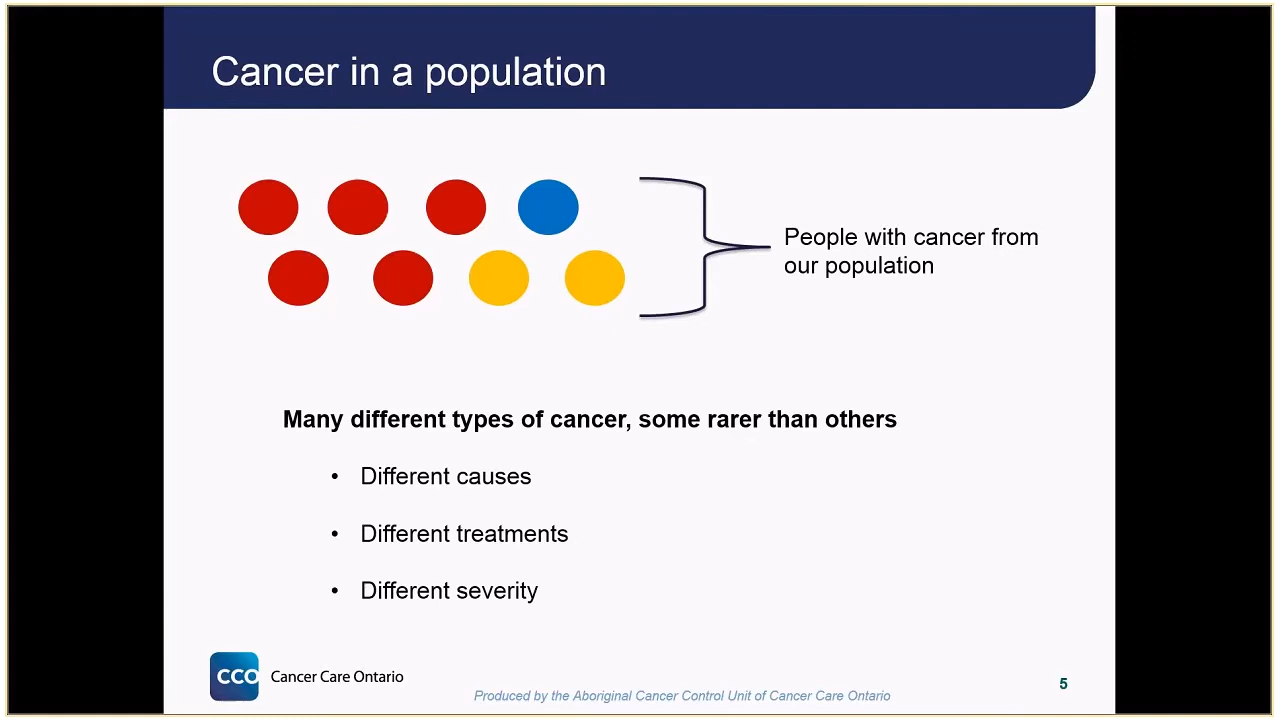 Cancer in a population
People with cancer from
our population
Many different types of cancer, some rarer than others
• Different causes
• Different treatments
• Different severity
CCO Cancer Care Ontario
Produced by the Aboriginal Cancer Control Unit of Cancer Care Ontario
5